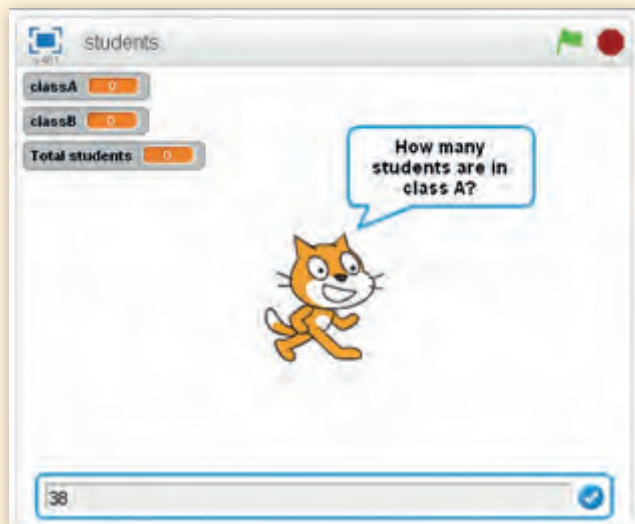 students
classA 0
classB 0
Total students 0
How many
students are in
class A?
38